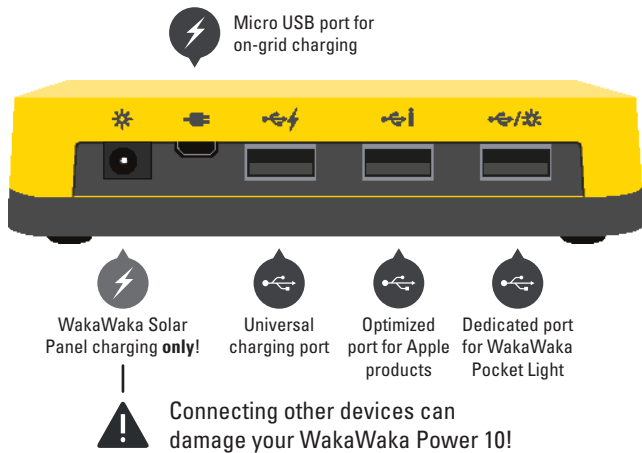 Micro USB port for
on-grid charging
WakaWaka Solar
Panel charging only!
Universal
charging port
Optimized
port for Apple
products
Dedicated port
for WakaWaka
Pocket Light
Connecting other devices can
damage your WakaWaka Power 10!